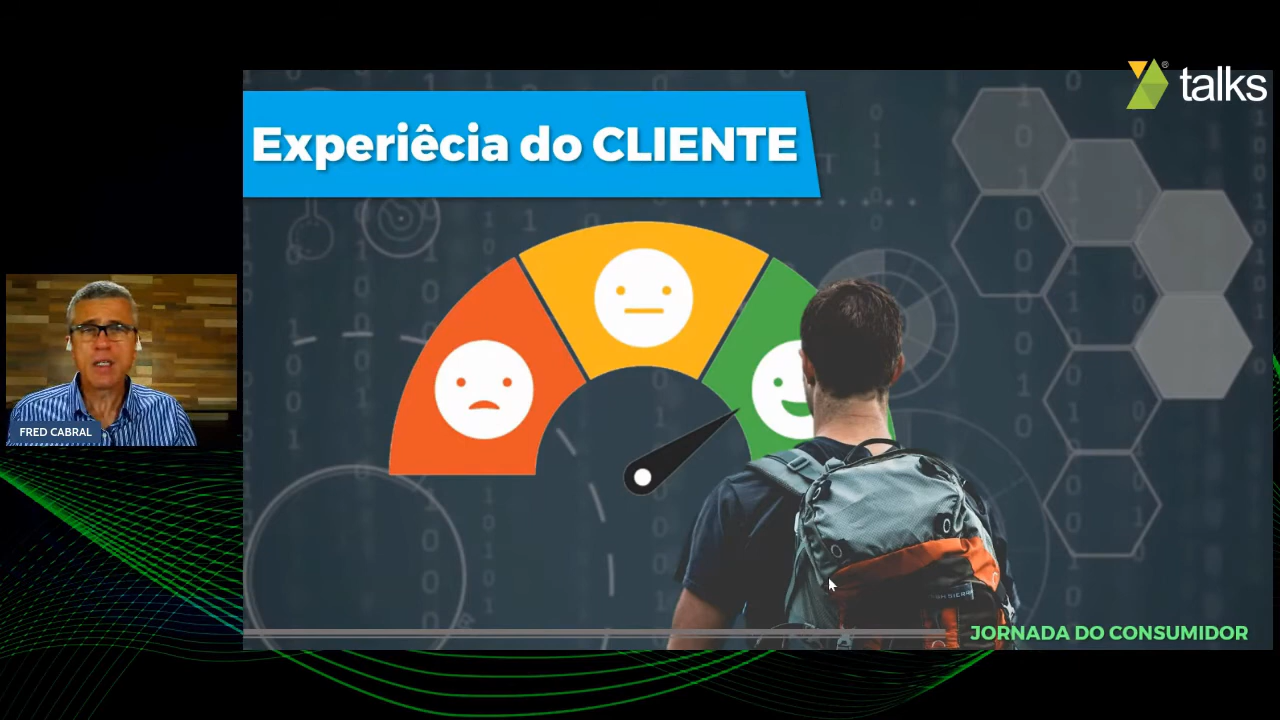 talks
Experiêcia do CLIENTE
FRED CABRAL
JORNADA DO CONSUMIDOR